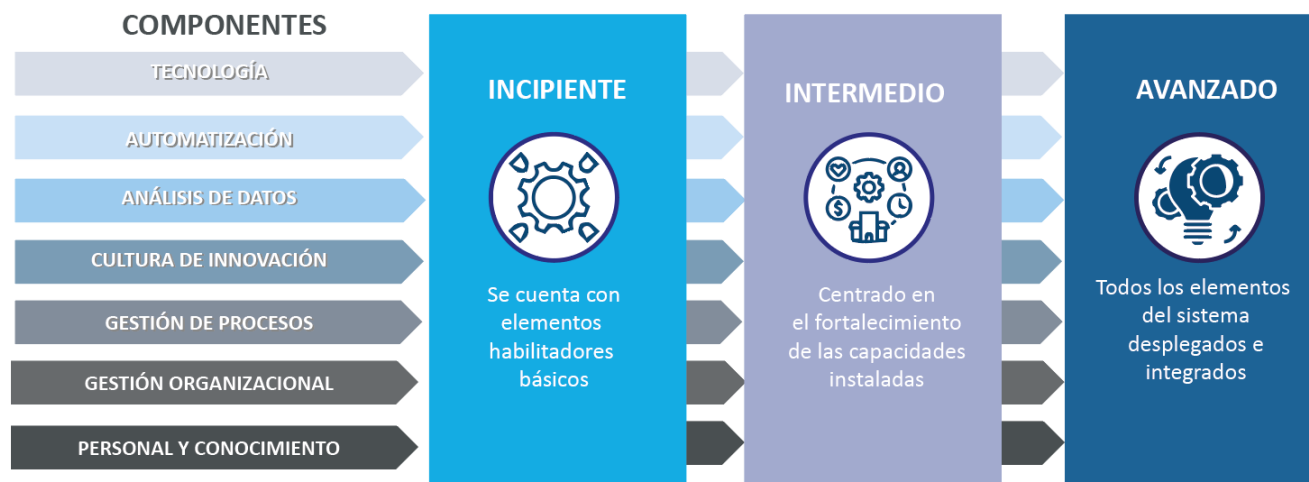 COMPONENTES
TECNOLOGÍA
AUTOMATIZACIÓN
ANÁLISIS DE DATOS
CULTURA DE INNOVACIÓN
GESTIÓN DE PROCESOS
GESTIÓN ORGANIZACIONAL
PERSONAL Y CONOCIMIENTO
INCIPIENTE
Se cuenta con
elementos
habilitadores
básicos
INTERMEDIO
$
Centrado en
el fortalecimiento
de las capacidades
instaladas
AVANZADO
Todos los elementos
del sistema
desplegados e
integrados